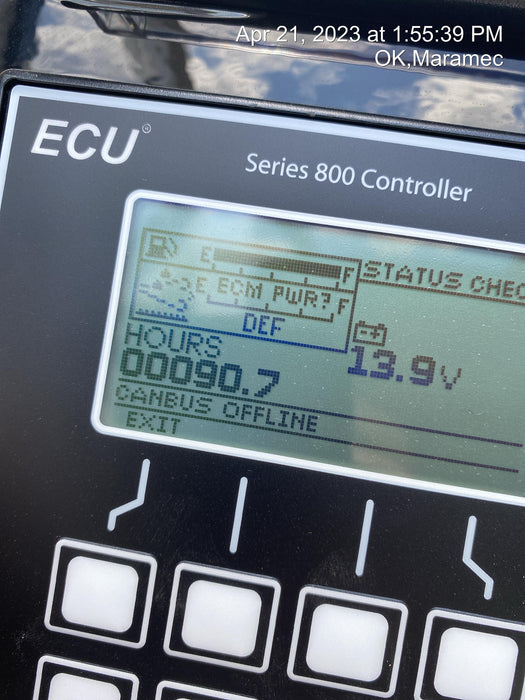 Apr 21, 2023 at 1:55:39 PM
OK,Maramec
ECU
Series 800 Controller
E F
STATUS CHEC
E ECM PWR? F
DEF
HOURS
00090.7
13.9V
CANBUS OFFLINE
EXIT